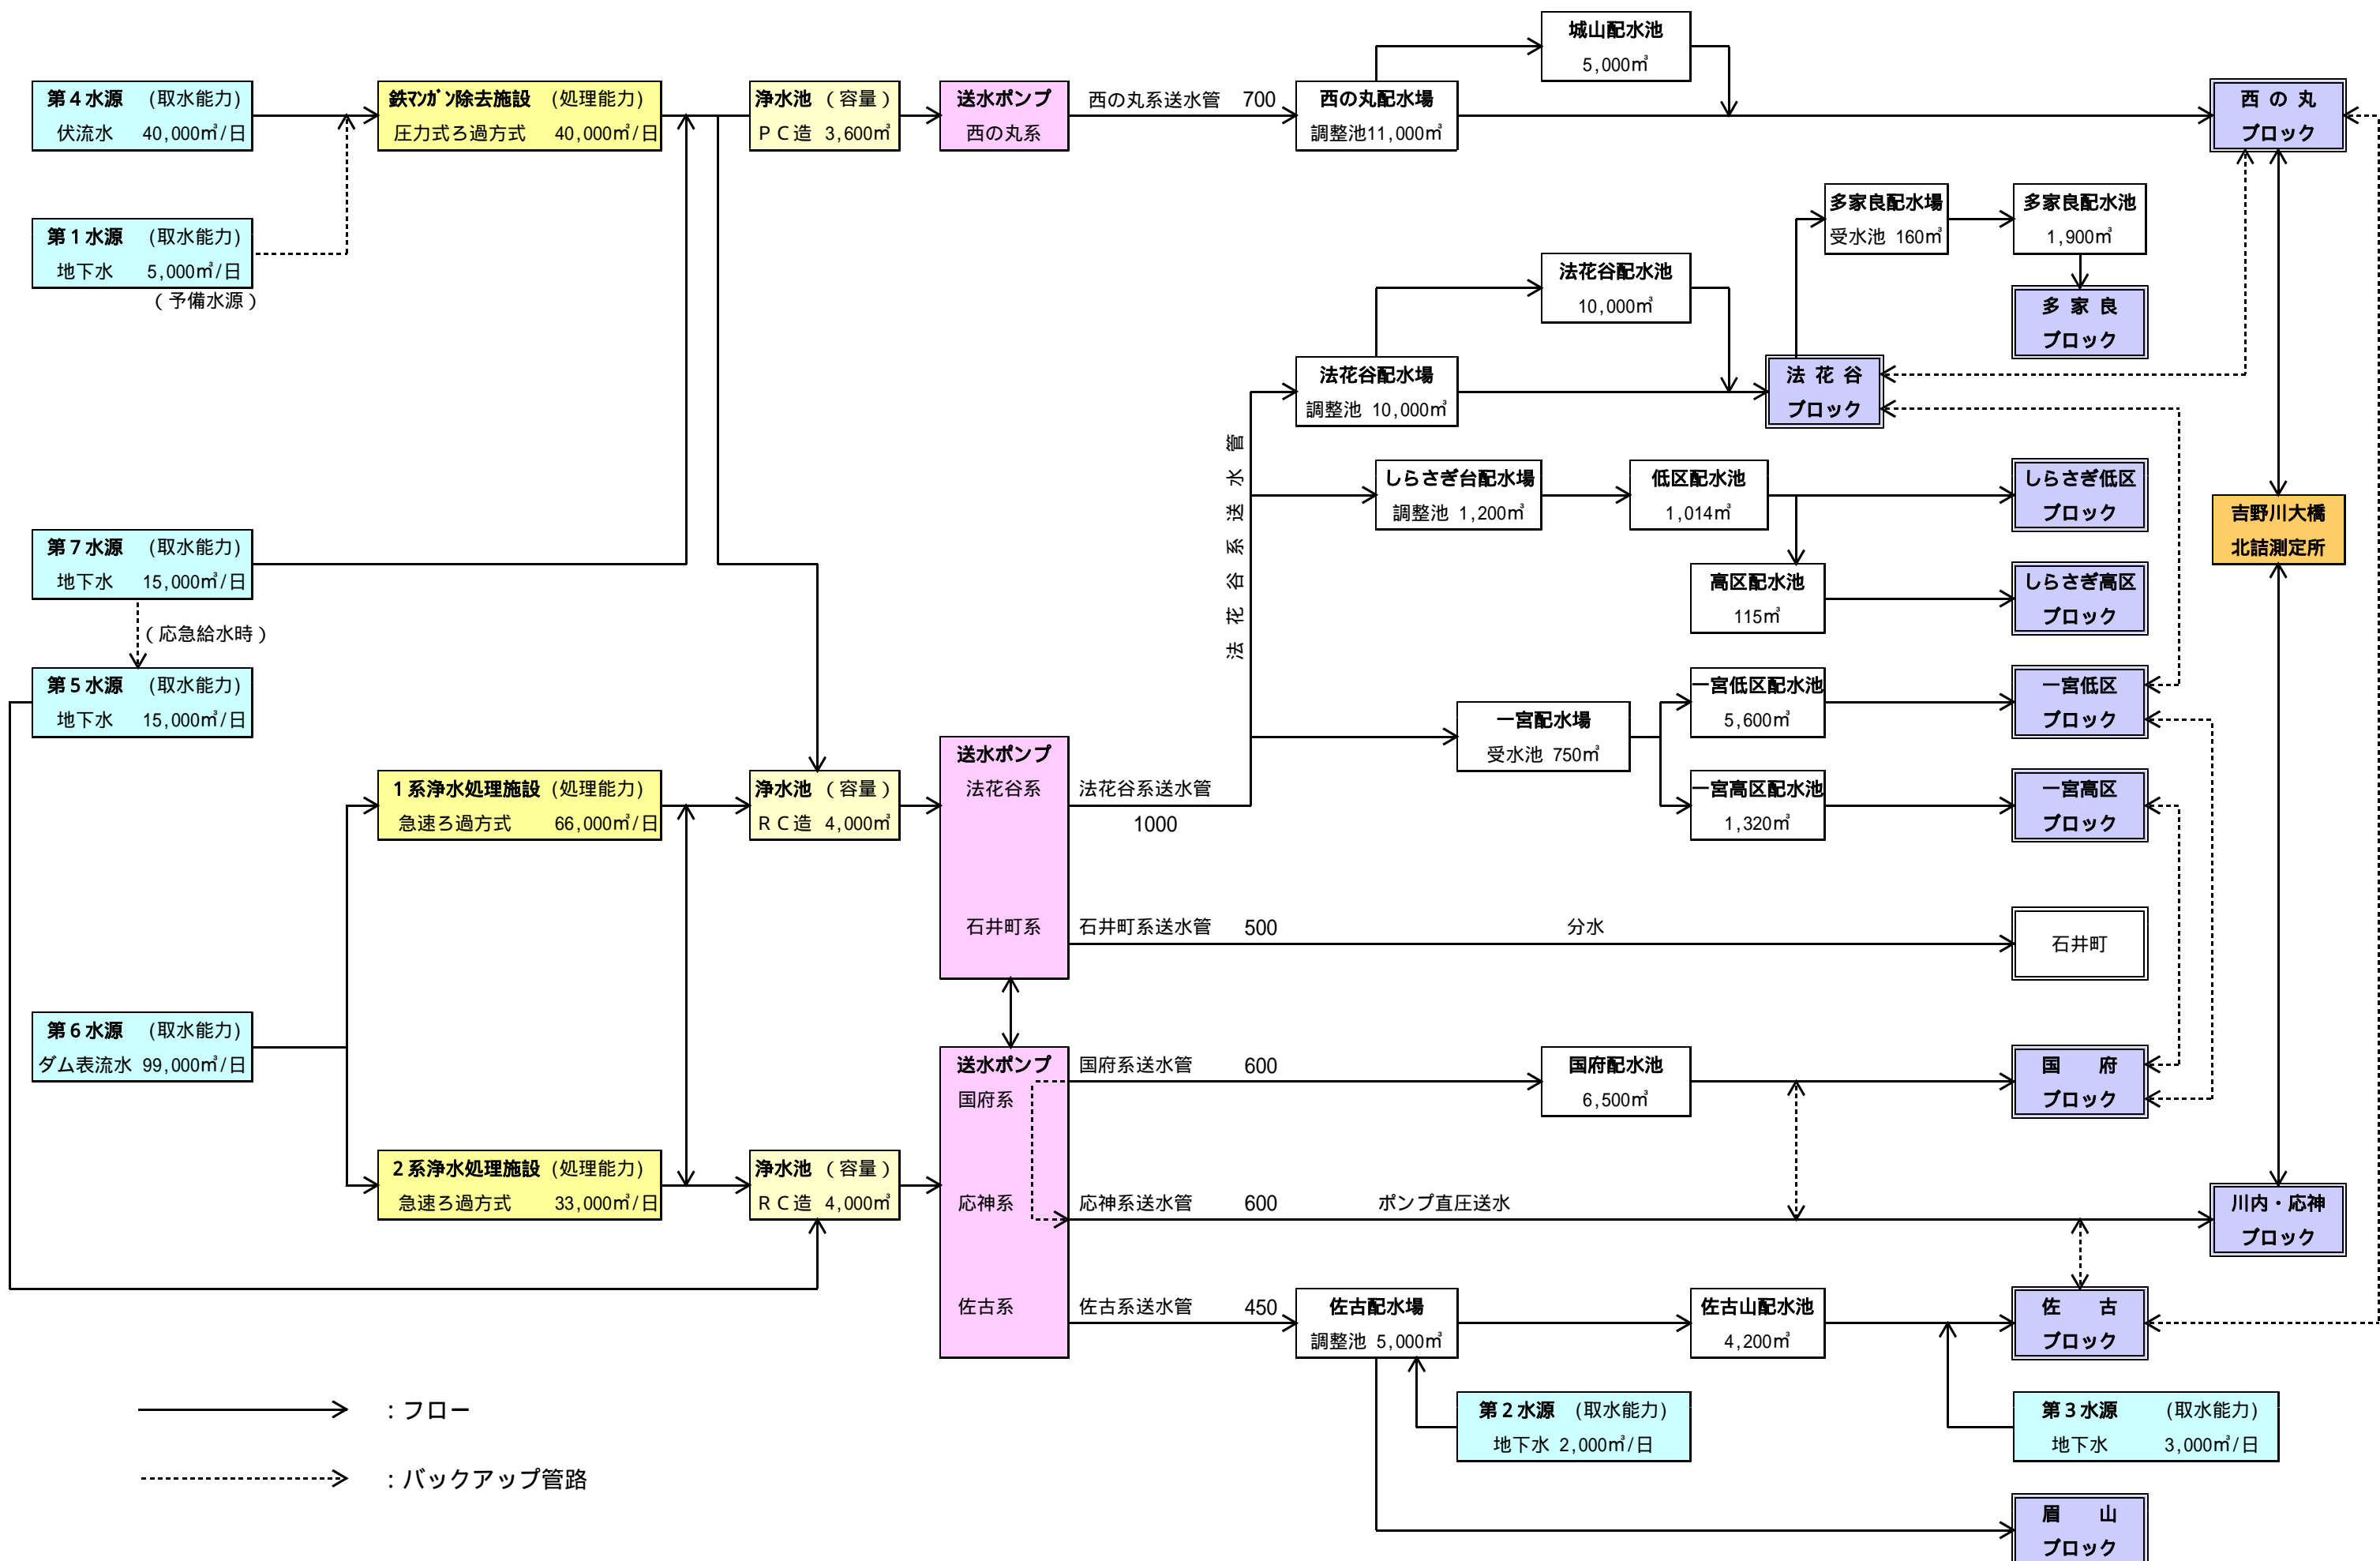 城山配水池
5,000㎥
第４水源 (取水能力)
伏流水 40,000㎥/日
鉄ﾏﾝｶﾞﾝ除去施設 (処理能力)
圧力式ろ過方式 40,000㎥/日
浄水池 (容量)
ＰＣ造 3,600㎥
送水ポンプ
西の丸系
西の丸系送水管 700
西の丸配水場
調整池11,000㎥
西の丸
ブロック
第１水源 (取水能力)
地下水 5,000㎥/日
(予備水源)
多家良配水場
受水池 160㎥
多家良配水池
1,900㎥
多家良
ブロック
法花谷配水池
10,000㎥
法花谷配水場
調整池 10,000㎥
法花谷
ブロック
法花谷系送水管
しらさぎ台配水場
調整池 1,200㎥
低区配水池
1,014㎥
しらさぎ低区
ブロック
吉野川大橋
北詰測定所
第７水源 (取水能力)
地下水 15,000㎥/日
(応急給水時)
高区配水池
115㎥
しらさぎ高区
ブロック
第５水源 (取水能力)
地下水 15,000㎥/日
一宮配水場
受水池 750㎥
一宮低区配水池
5,600㎥
一宮低区
ブロック
一宮高区配水池
1,320㎥
一宮高区
ブロック
１系浄水処理施設 (処理能力)
急速ろ過方式 66,000㎥/日
浄水池 (容量)
ＲＣ造 4,000㎥
送水ポンプ
法花谷系
法花谷系送水管
1000
石井町系
石井町系送水管 500
分水
石井町
第６水源 (取水能力)
ダム表流水 99,000㎥/日
送水ポンプ
国府系
国府系送水管 600
国府配水池
6,500㎥
国府
ブロック
２系浄水処理施設 (処理能力)
急速ろ過方式 33,000㎥/日
浄水池 (容量)
ＲＣ造 4,000㎥
応神系
応神系送水管 600
ポンプ直圧送水
川内・応神
ブロック
佐古系
佐古系送水管 450
佐古配水場
調整池 5,000㎥
佐古山配水池
4,200㎥
佐古
ブロック
第２水源 (取水能力)
地下水 2,000㎥/日
第３水源 (取水能力)
地下水 3,000㎥/日
：フロー
：バックアップ管路
眉山
ブロック